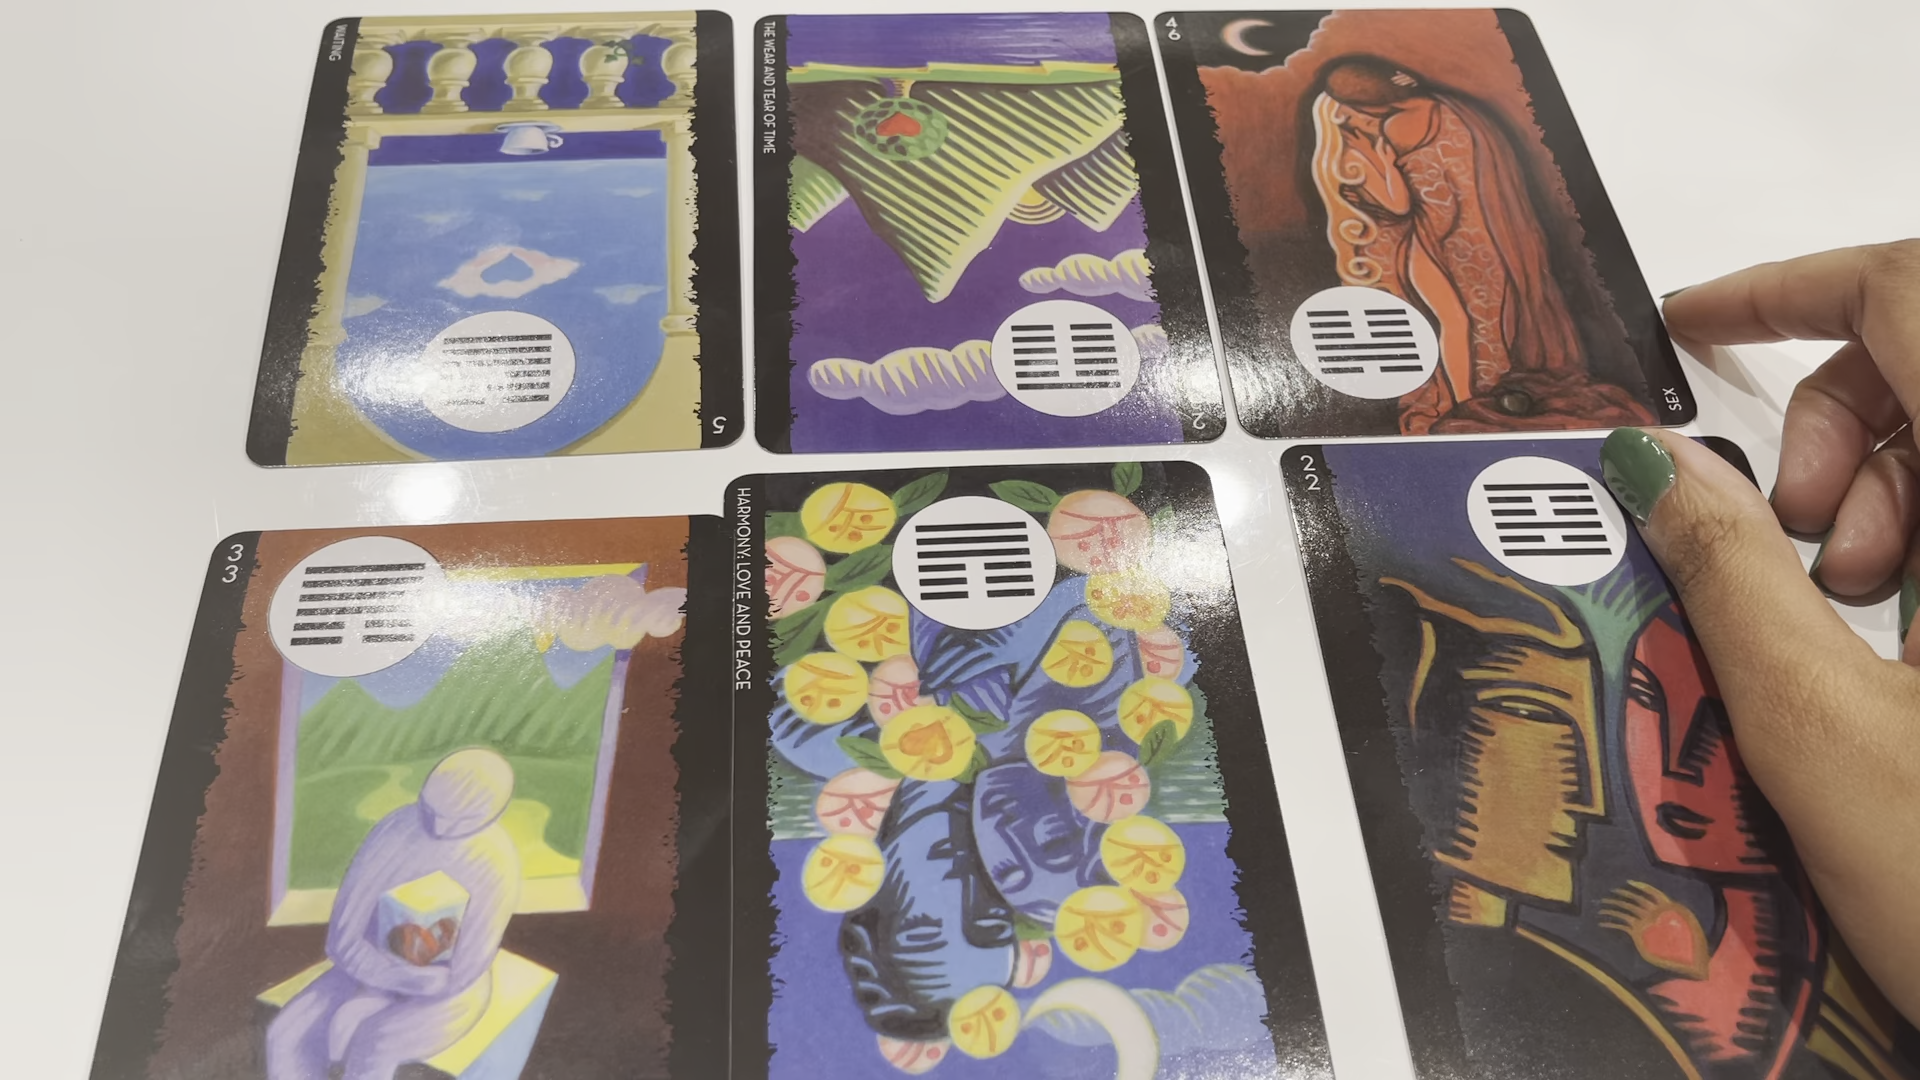 WAITING
5
THE WEAR AND TEAR OF TIME
2
46
SEX
33
HARMONY: LOVE AND PEACE
22